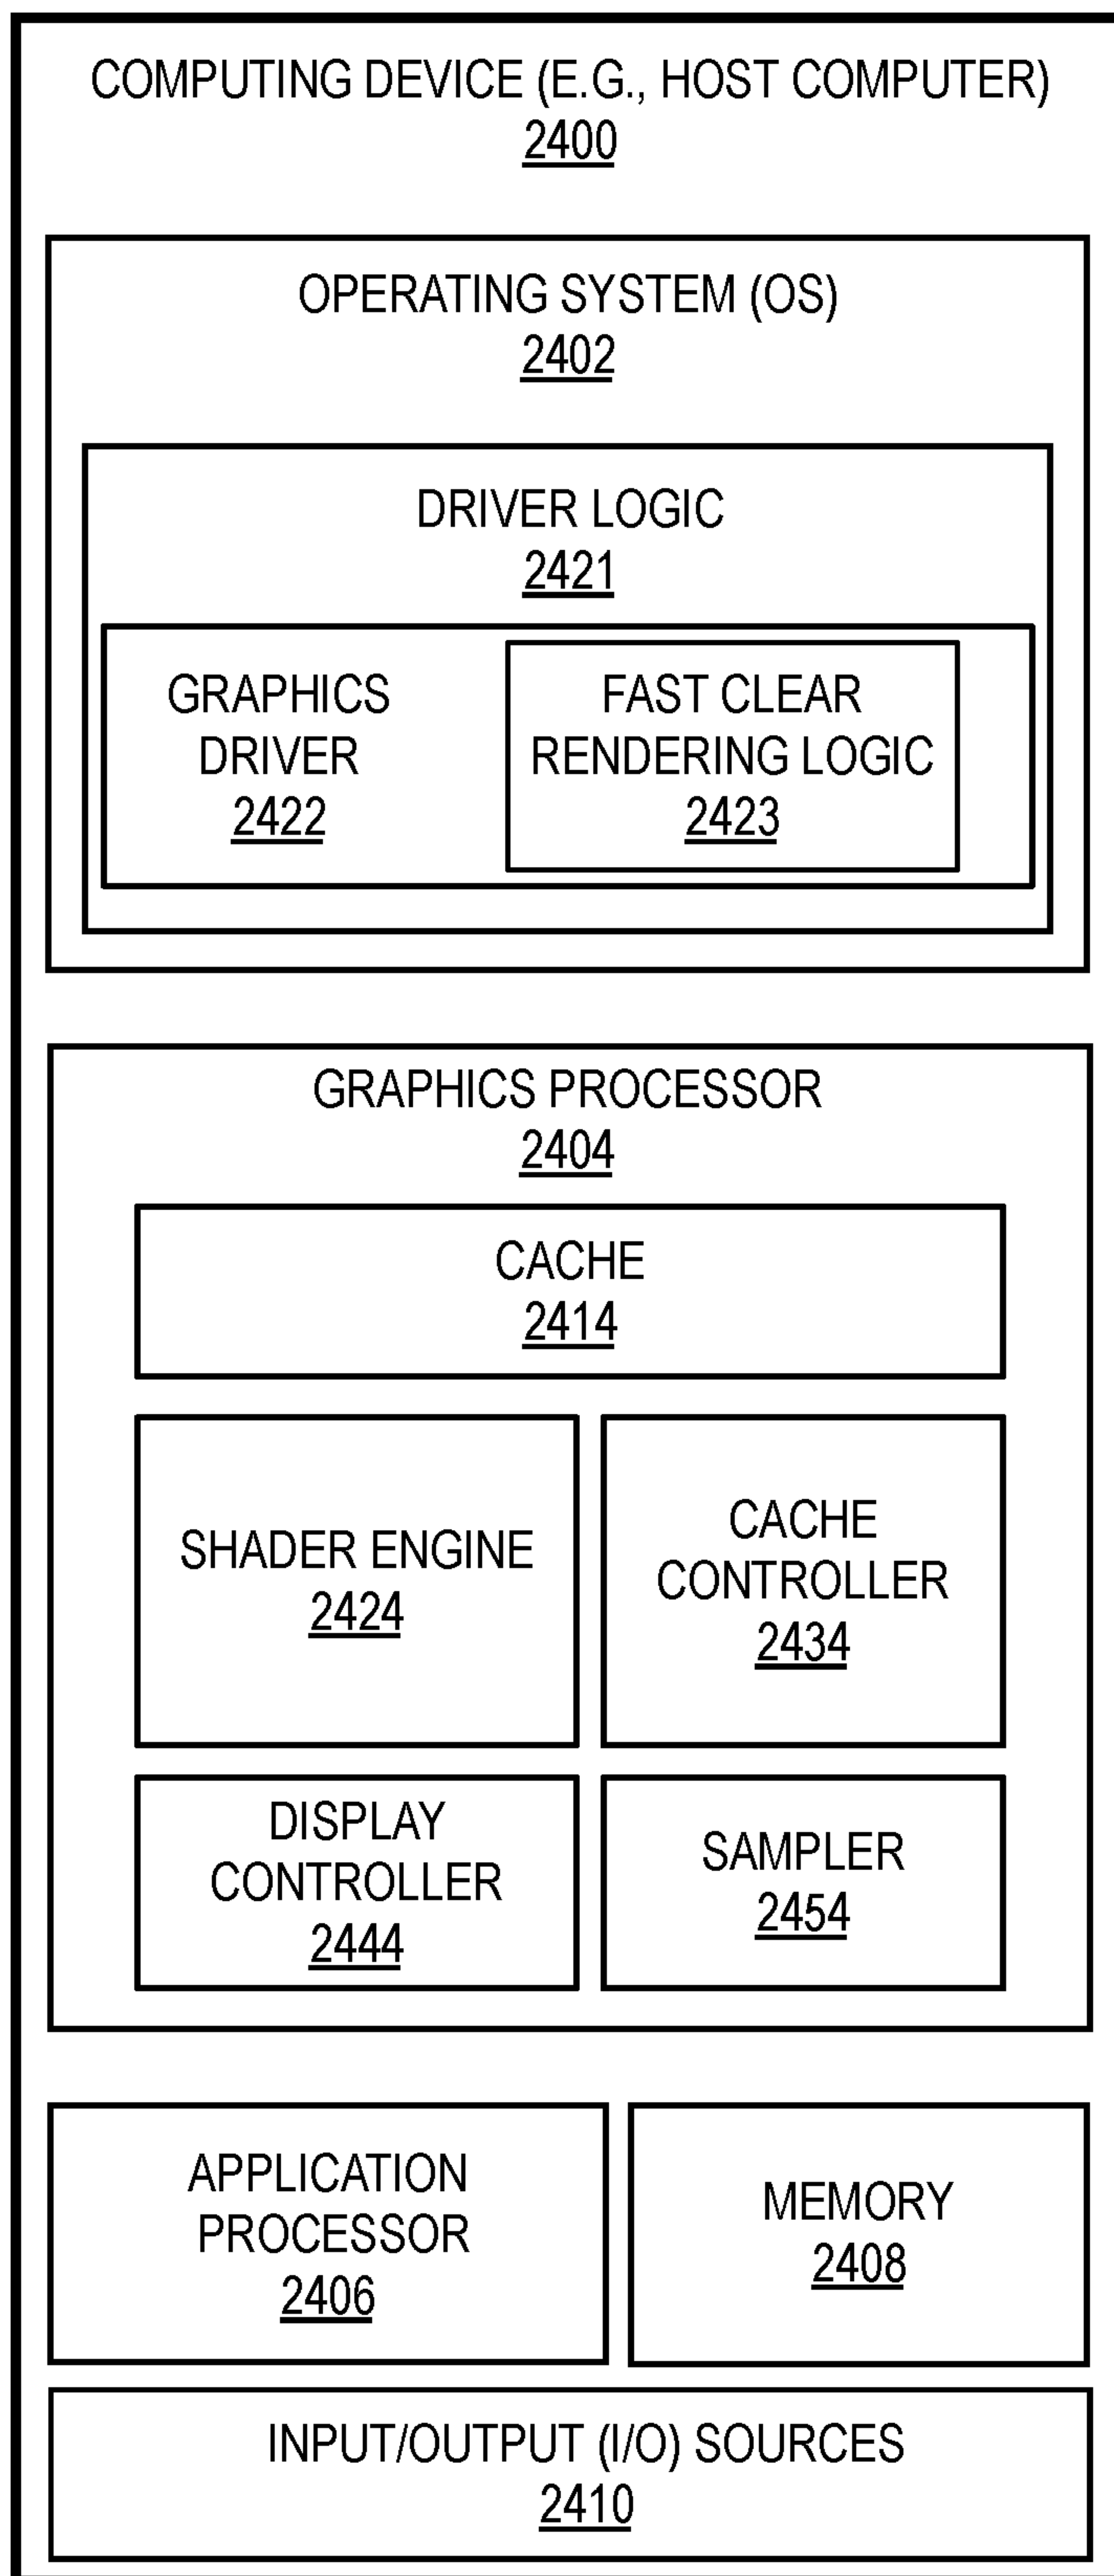 COMPUTING DEVICE (E.G., HOST COMPUTER)
2400
OPERATING SYSTEM (OS)
2402
DRIVER LOGIC
2421
GRAPHICS
DRIVER
2422
FAST CLEAR
RENDERING LOGIC
2423
GRAPHICS PROCESSOR
2404
CACHE
2414
SHADER ENGINE
2424
CACHE
CONTROLLER
2434
DISPLAY
CONTROLLER
2444
SAMPLER
2454
APPLICATION
PROCESSOR
2406
MEMORY
2408
INPUT/OUTPUT (I/O) SOURCES
2410